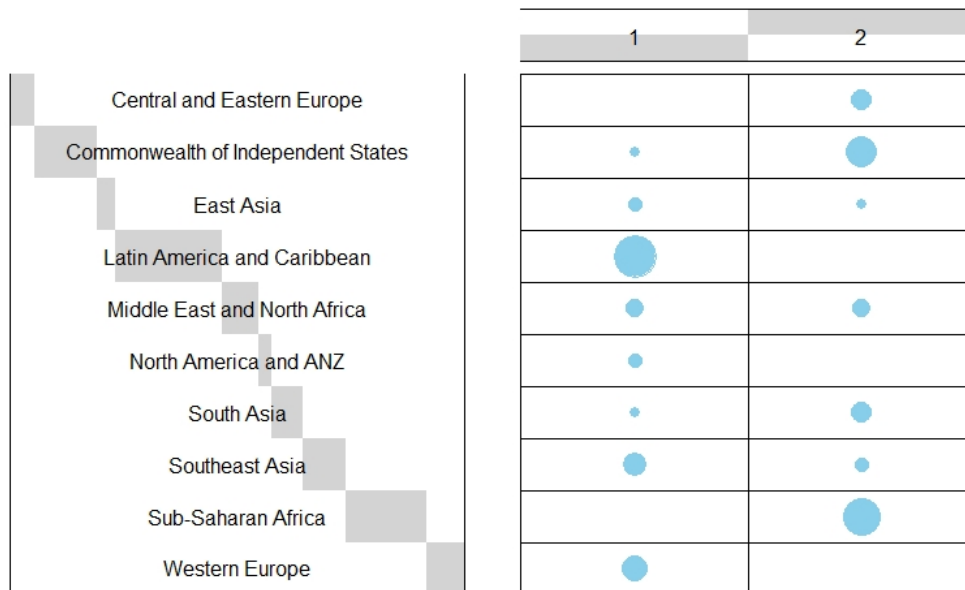 1 2
Central and Eastern Europe
Commonwealth of Independent States
East Asia
Latin America and Caribbean
Middle East and North Africa
North America and ANZ
South Asia
Southeast Asia
Sub-Saharan Africa
Western Europe